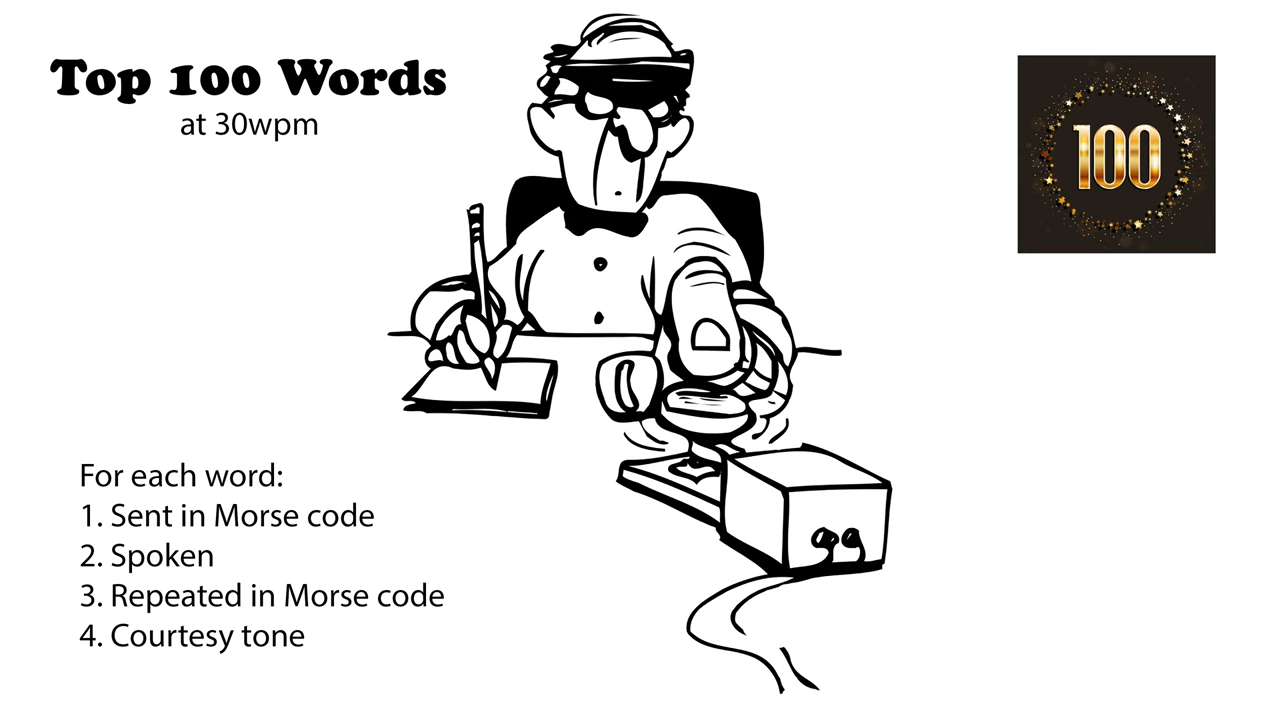 Top 100 Words
at 30wpm
100
For each word:
1. Sent in Morse code
2. Spoken
3. Repeated in Morse code
4. Courtesy tone